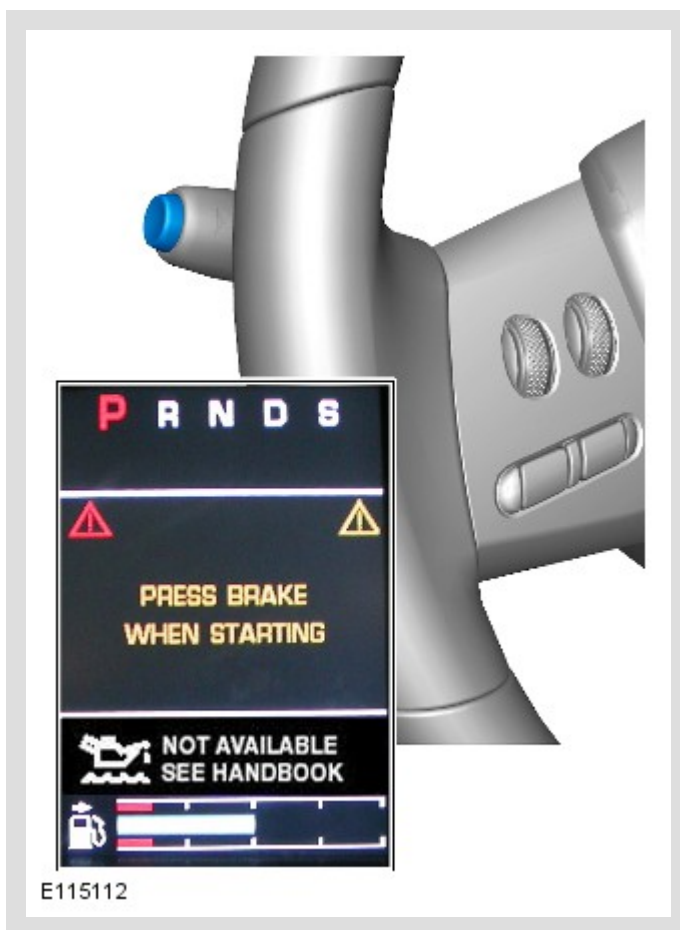 P R N D S
PRESS BRAKE
WHEN STARTING
NOT AVAILABLE
SEE HANDBOOK
E115112